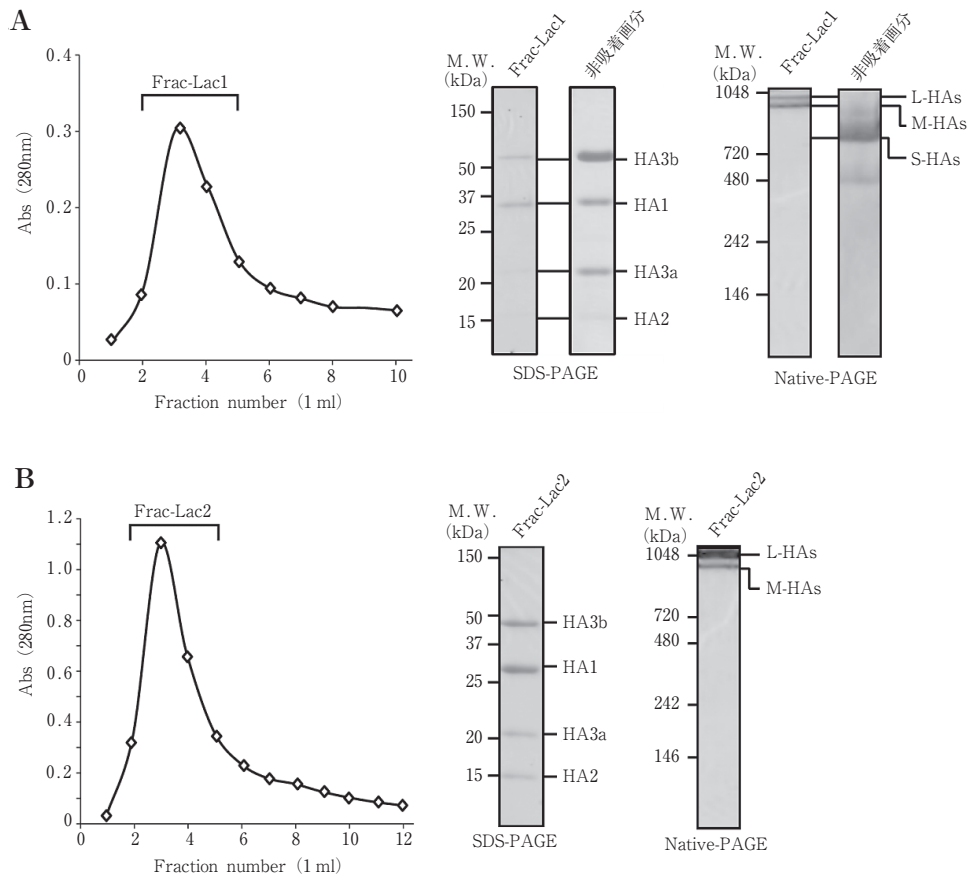 A
Abs (280nm)
0.4
0.3
0.2
0.1
0
Frac-Lac1
0 2 4 6 8 10
Fraction number (1 ml)
M.W.
(kDa)
Frac-Lac1
非吸着画分
150
50
37
25
20
15
HA3b
HA1
HA3a
HA2
SDS-PAGE
M.W.
(kDa)
Frac-Lac1
非吸着画分
1048
720
480
242
146
L-HAs
M-HAs
S-HAs
Native-PAGE
B
Abs (280nm)
1.2
1.0
0.8
0.6
0.4
0.2
0
Frac-Lac2
0 2 4 6 8 10 12
Fraction number (1 ml)
M.W.
(kDa)
Frac-Lac2
150
50
37
25
20
15
HA3b
HA1
HA3a
HA2
SDS-PAGE
M.W.
(kDa)
Frac-Lac2
1048
720
480
242
146
L-HAs
M-HAs
Native-PAGE